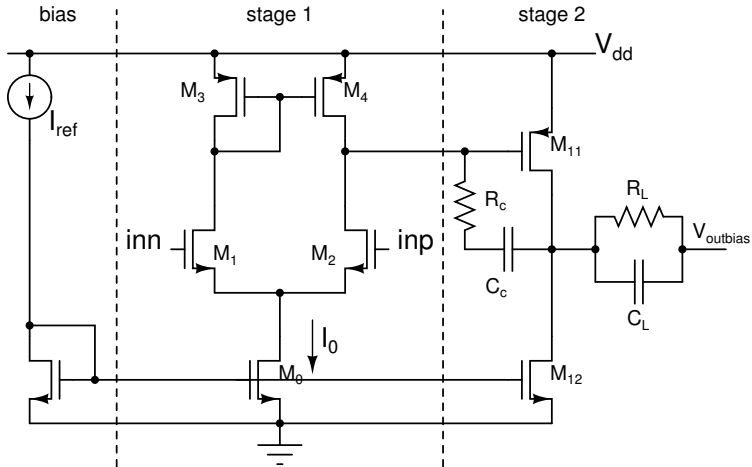 bias
stage 1
stage 2
V_dd
M_3
M_4
I_ref
M_11
R_c
R_L
inn
M_1
M_2
inp
V_outbias
C_c
C_L
I_0
M_0
M_12